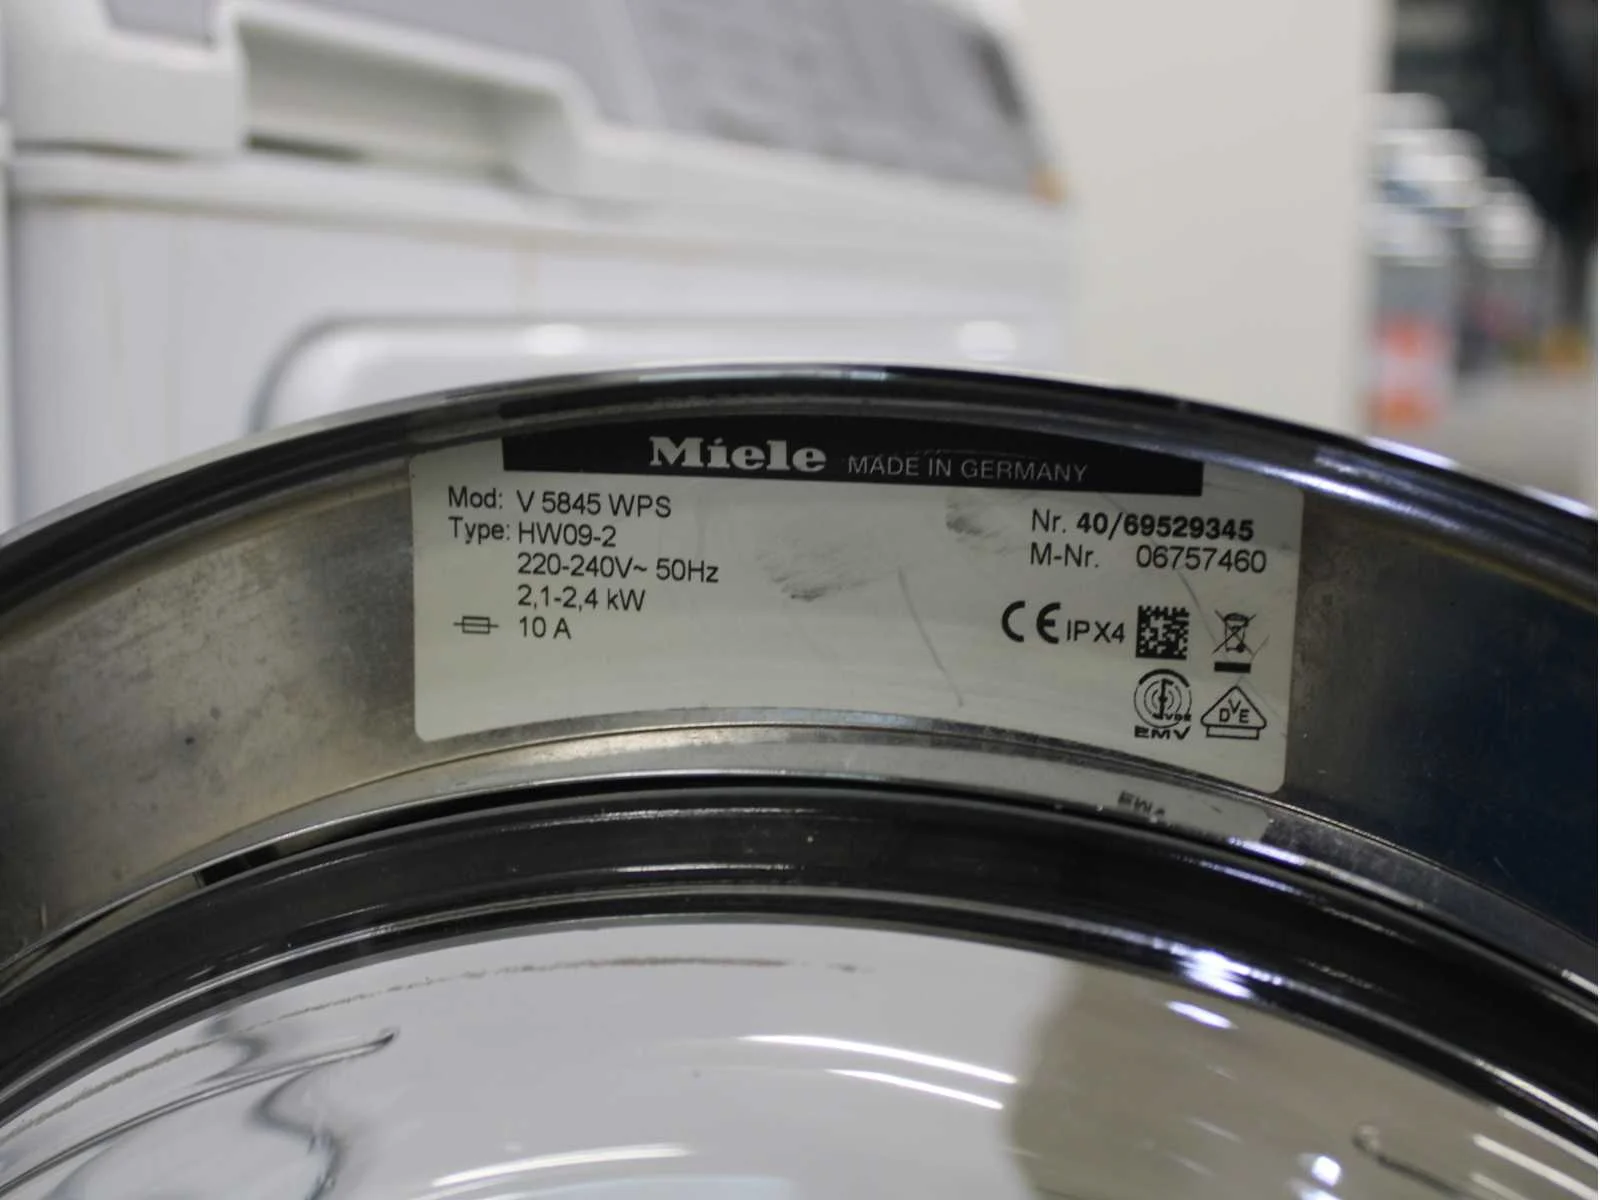 Miele MADE IN GERMANY
Mod: V 5845 WPS
Type: HW09-2
220-240V~ 50Hz
2,1-2,4 kW
10 A
Nr. 40/69529345
M-Nr. 06757460
CE IPX4
VDE
EMV
DVE